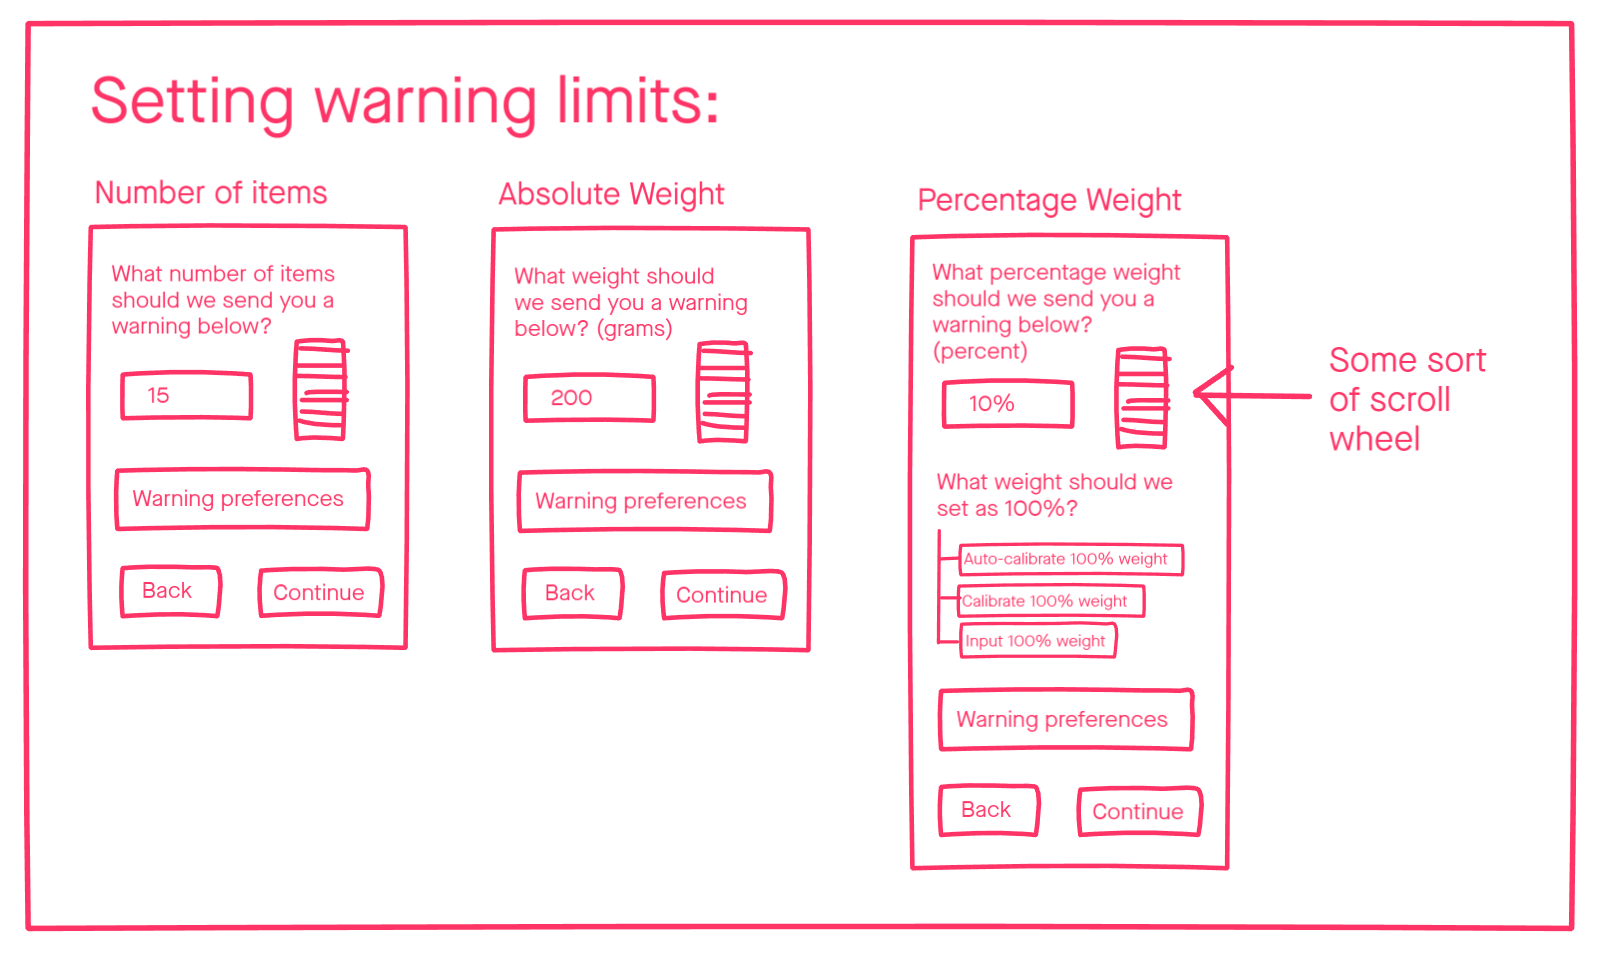 Setting warning limits:
Number of items
What number of items
should we send you a
warning below?
15
Warning preferences
Back
Continue
Absolute Weight
What weight should
we send you a warning
below? (grams)
200
Warning preferences
Back
Continue
Percentage Weight
What percentage weight
should we send you a
warning below?
(percent)
10%
What weight should we
set as 100%?
Auto-calibrate 100% weight
Calibrate 100% weight
Input 100% weight
Warning preferences
Back
Continue
Some sort
of scroll
wheel